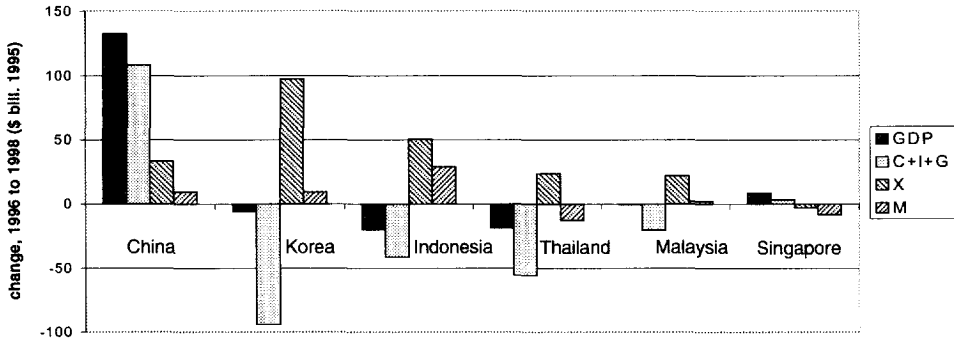 change, 1996 to 1998 ($ bill. 1995)
150
100
50
0
-50
-100
China
Korea
Indonesia
Thailand
Malaysia
Singapore
GDP
C+I+G
X
M